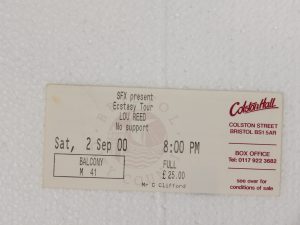 SFX present
Ecstasy Tour
LOU REED
No support
Sat, 2 Sep 00 8:00 PM
BALCONY
M 41
FULL
£ 25.00
Mr C Clifford
Colston Hall
COLSTON STREET
BRISTOL BS1 5AR
BOX OFFICE
Tel: 0117 922 3682
see over for
conditions of sale